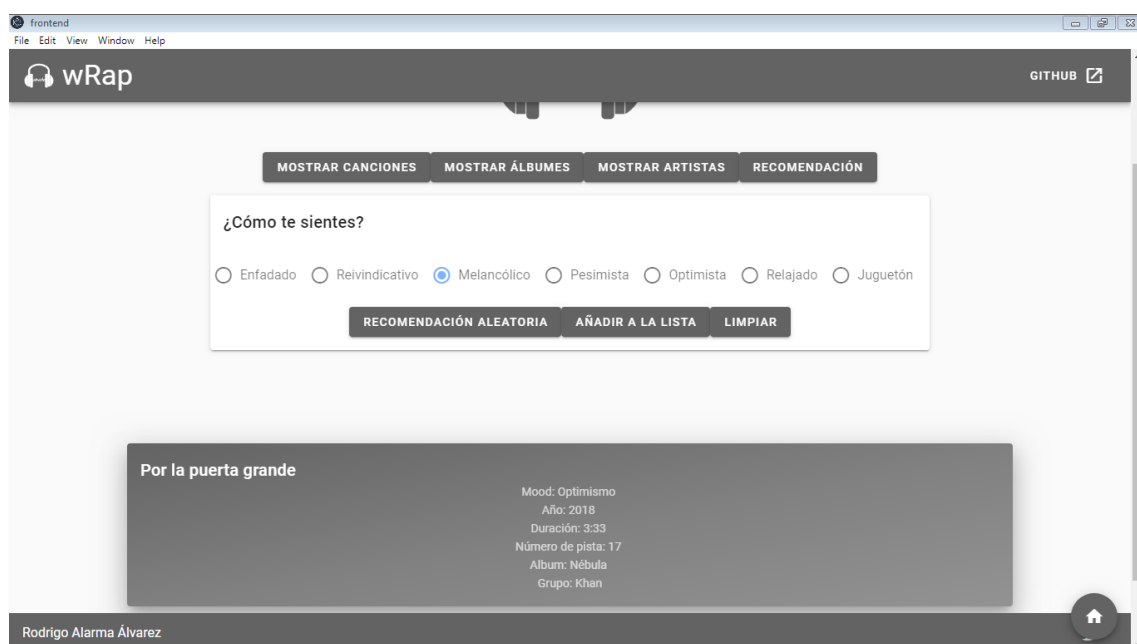 frontend
File Edit View Window Help
wRap
GITHUB
MOSTRAR CANCIONES MOSTRAR ÁLBUMES MOSTRAR ARTISTAS RECOMENDACIÓN
¿Cómo te sientes?
Enfadado Reivindicativo Melancólico Pesimista Optimista Relajado Juguetón
RECOMENDACIÓN ALEATORIA AÑADIR A LA LISTA LIMPIAR
Por la puerta grande
Mood: Optimismo
Año: 2018
Duración: 3:33
Número de pista: 17
Album: Nébula
Grupo: Khan
Rodrigo Alarma Álvarez